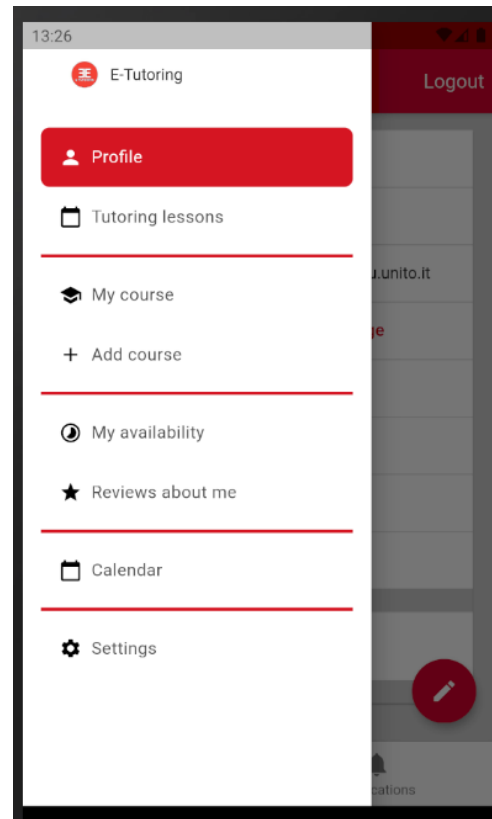 13:26
E-Tutoring
Logout
Profile
Tutoring lessons
u.unito.it
My course
ge
Add course
My availability
Reviews about me
Calendar
Settings
cations